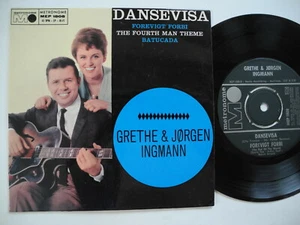 metronome
MEP 1808
DANSEVISA
FOREVIGT FORBI
THE FOURTH MAN THEME
BATUCADA
GRETHE & JØRGEN
INGMANN
GRETHE & JØRGEN
INGMANN
metronome
DANSEVISA
FOREVIGT FORBI